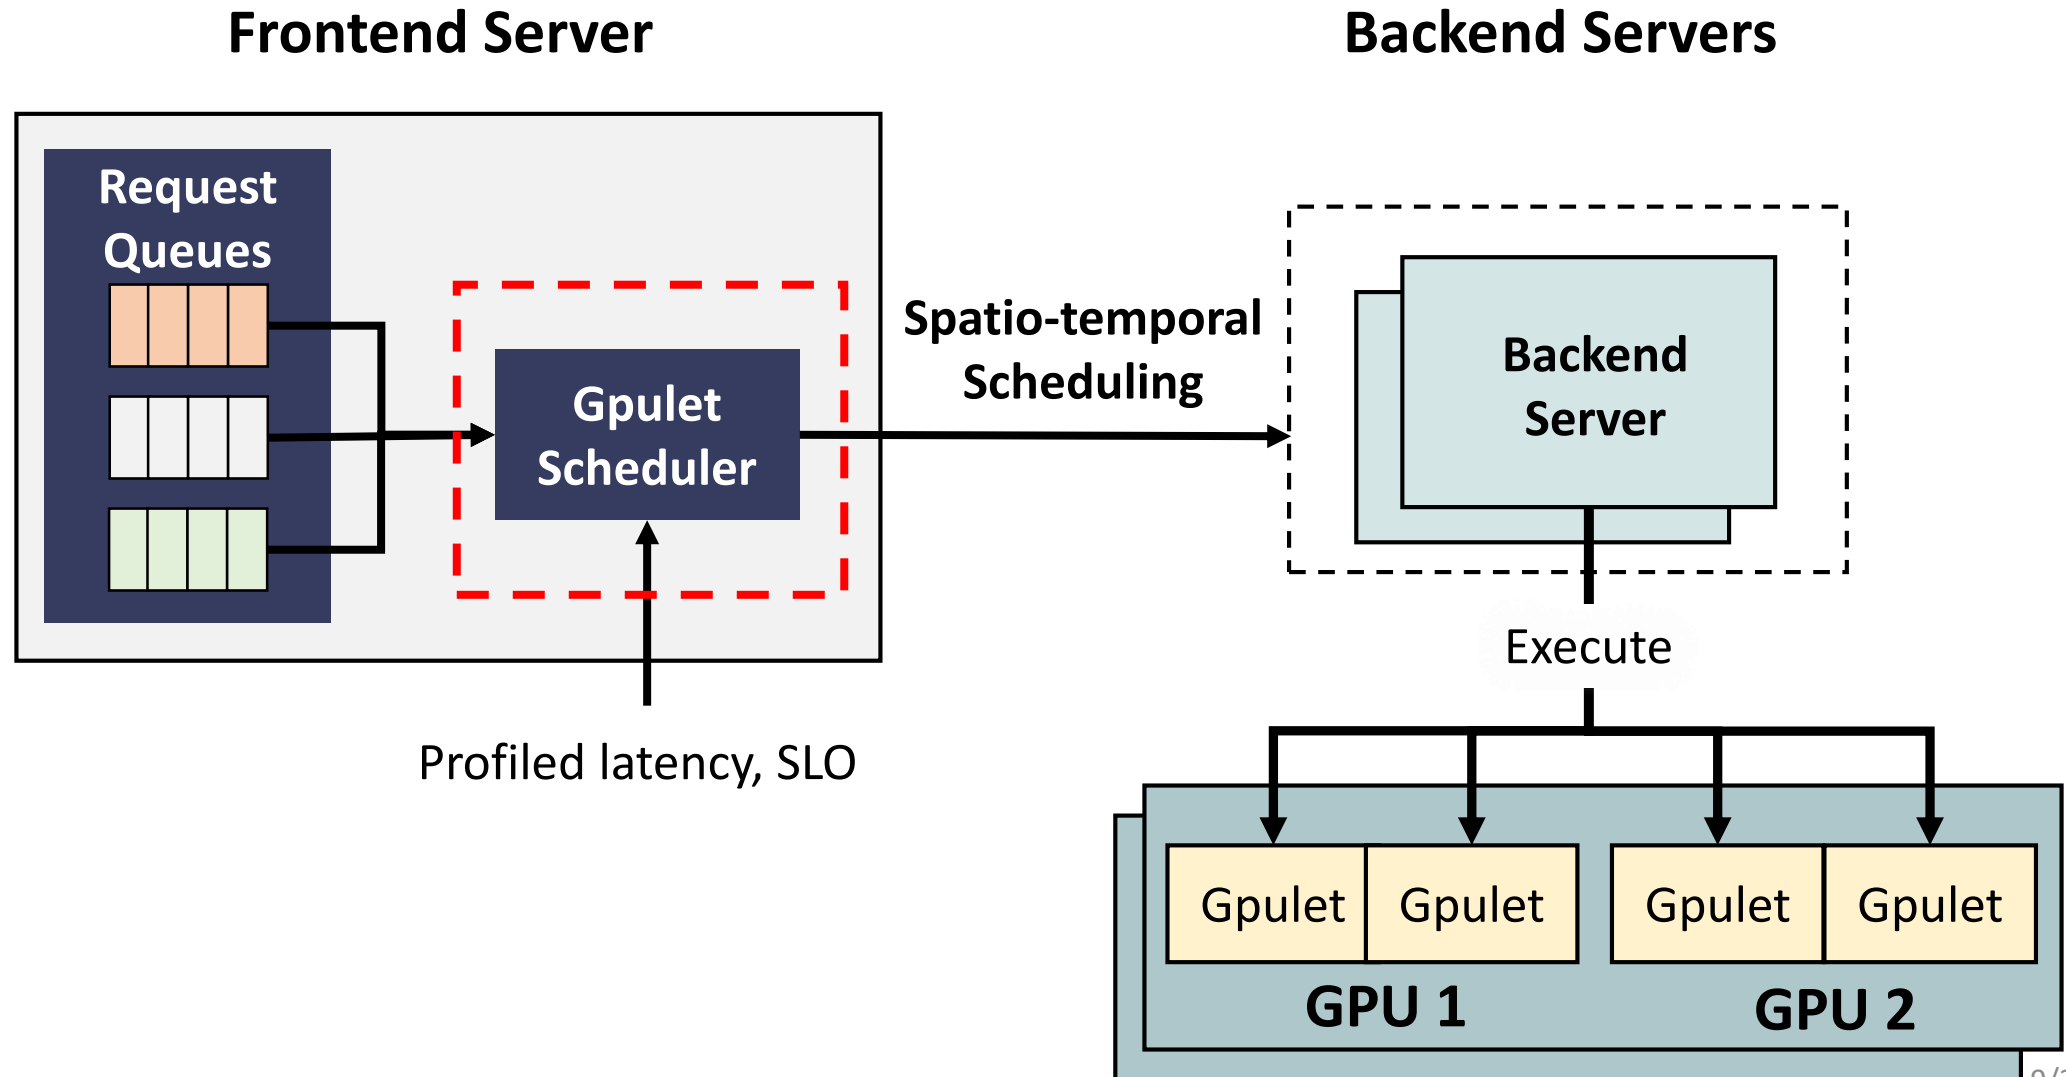 Frontend Server
Backend Servers
Request
Queues
Gpulet
Scheduler
Spatio-temporal
Scheduling
Backend
Server
Profiled latency, SLO
Execute
Gpulet
Gpulet
Gpulet
Gpulet
GPU 1
GPU 2